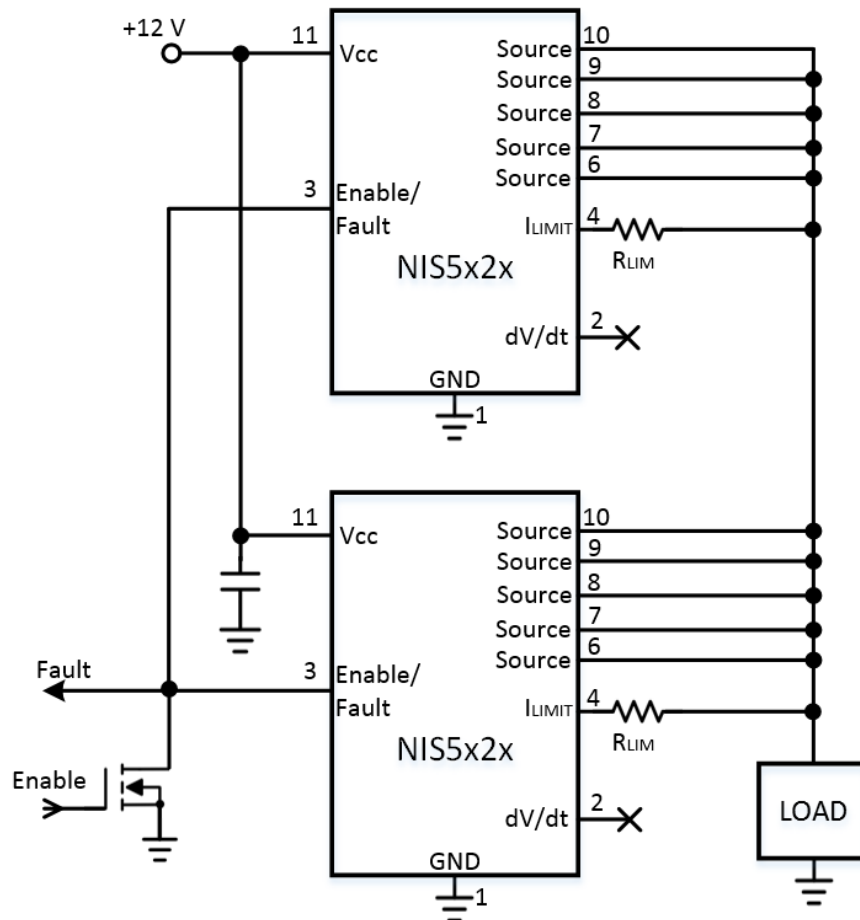 +12 V
11
Vcc
Source
10
Source
9
Source
8
Source
7
Source
6
3
Enable/
Fault
ILIMIT
4
RLIM
NIS5x2x
dV/dt
2
GND
1
11
Vcc
Source
10
Source
9
Source
8
Source
7
Source
6
Fault
3
Enable/
Fault
ILIMIT
4
RLIM
NIS5x2x
Enable
dV/dt
2
LOAD
GND
1